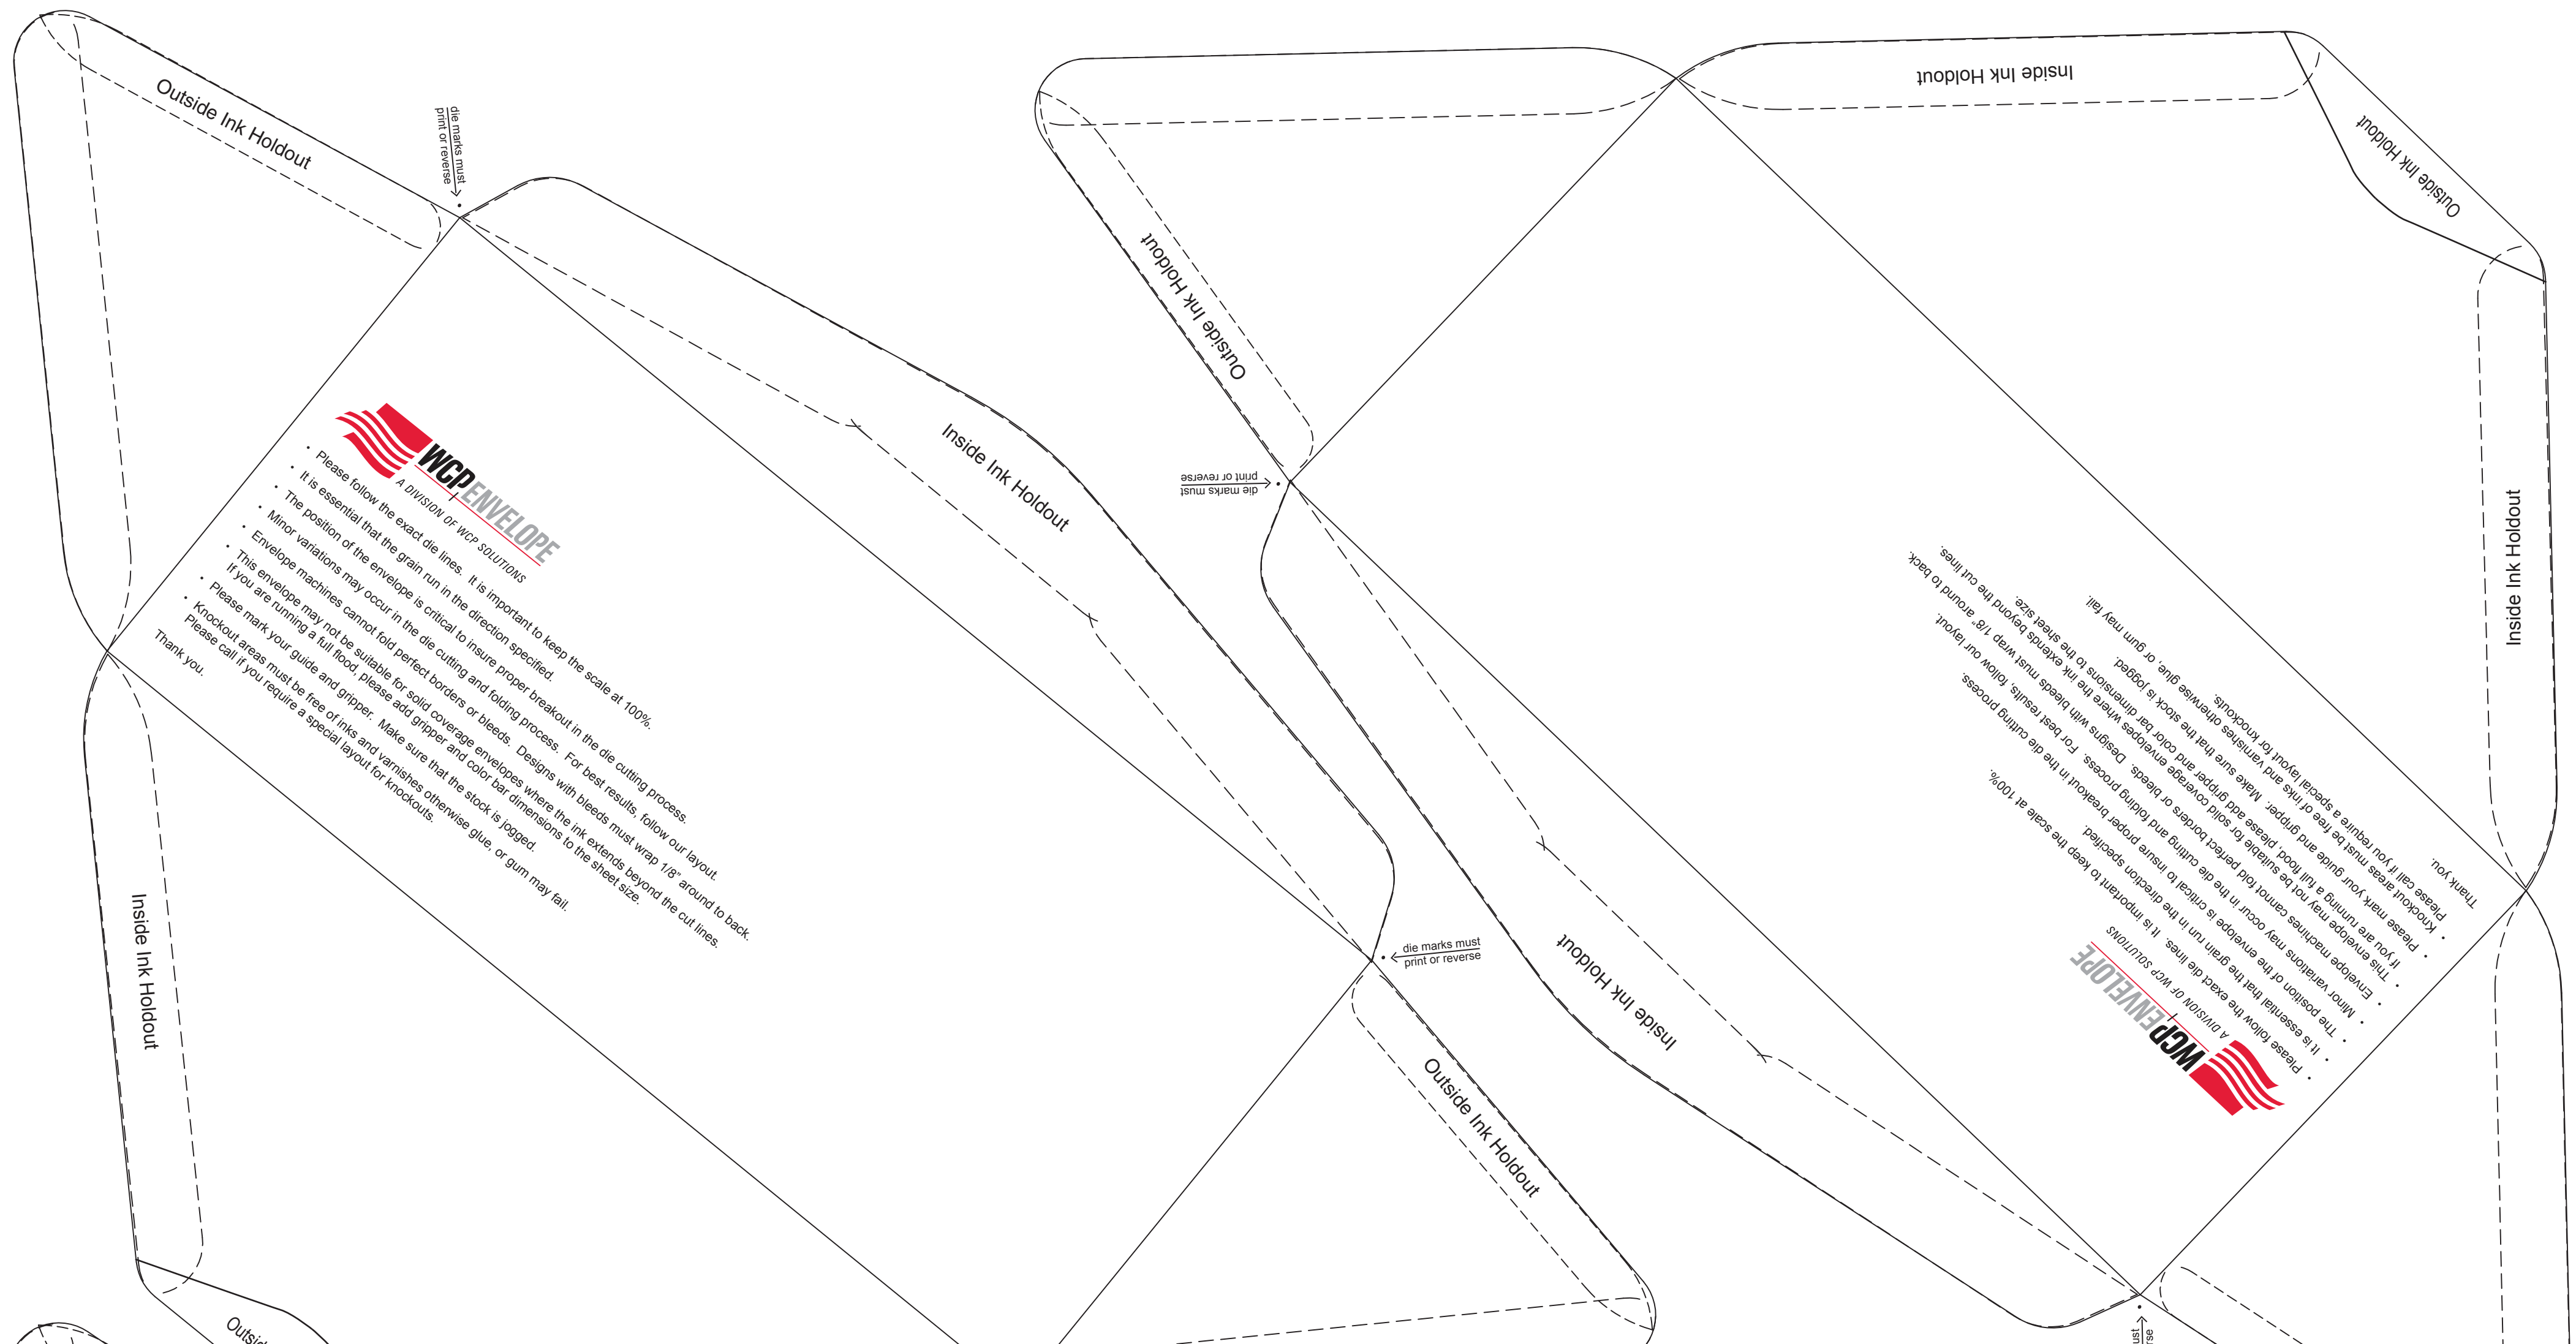 Outside Ink Holdout
die marks must
print or reverse
Inside Ink Holdout
WCP ENVELOPE
A DIVISION OF WCP SOLUTIONS
• Please follow the exact die lines. It is important to keep the scale at 100%.
• It is essential that the grain run in the direction specified.
• The position of the envelope is critical to insure proper breakout in the die cutting process.
• Minor variations may occur in the die cutting and folding process. For best results, follow our layout.
• Envelope machines cannot fold perfect borders or bleeds. Designs with bleeds must wrap 1/8" around to back.
• This envelope may not be suitable for solid coverage envelopes where the ink extends beyond the cut lines.
If you are running a full flood, please add gripper and color bar dimensions to the sheet size.
• Please mark your guide and gripper. Make sure that the stock is jogged.
• Knockout areas must be free of inks and varnishes otherwise glue, or gum may fail.
Please call if you require a special layout for knockouts.
Thank you.
Inside Ink Holdout
die marks must
print or reverse
Outside Ink Holdout
Inside Ink Holdout
Outside Ink Holdout
Outside Ink Holdout
die marks must
print or reverse
Inside Ink Holdout
WCP ENVELOPE
A DIVISION OF WCP SOLUTIONS
• Please follow the exact die lines. It is important to keep the scale at 100%.
• It is essential that the grain run in the direction specified.
• The position of the envelope is critical to insure proper breakout in the die cutting process.
• Minor variations may occur in the die cutting and folding process. For best results, follow our layout.
• Envelope machines cannot fold perfect borders or bleeds. Designs with bleeds must wrap 1/8" around to back.
• This envelope may not be suitable for solid coverage envelopes where the ink extends beyond the cut lines.
If you are running a full flood, please add gripper and color bar dimensions to the sheet size.
• Please mark your guide and gripper. Make sure that the stock is jogged.
• Knockout areas must be free of inks and varnishes otherwise glue, or gum may fail.
Please call if you require a special layout for knockouts.
Thank you.
Inside Ink Holdout